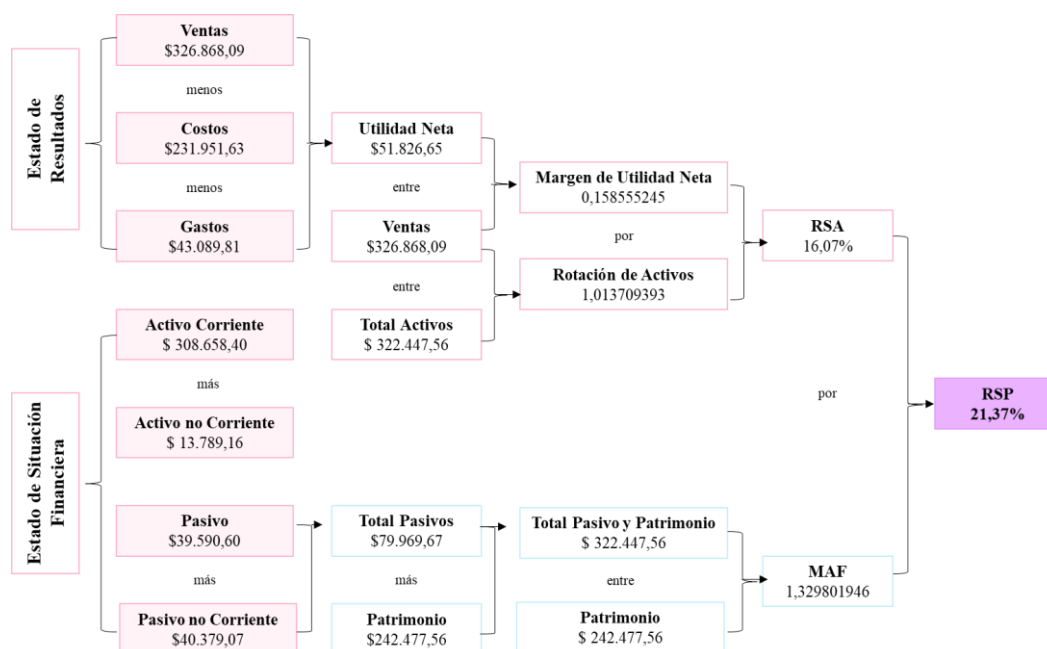 Estado de
Resultados
Ventas
$326.868,09
menos
Costos
$231.951,63
menos
Gastos
$43.089,81
Utilidad Neta
$51.826,65
entre
Ventas
$326.868,09
entre
Total Activos
$ 322.447,56
Margen de Utilidad Neta
0,158555245
por
Rotación de Activos
1,013709393
RSA
16,07%
Estado de Situación
Financiera
Activo Corriente
$ 308.658,40
más
Activo no Corriente
$ 13.789,16
Pasivo
$39.590,60
más
Pasivo no Corriente
$40.379,07
Total Pasivos
$79.969,67
más
Patrimonio
$242.477,56
Total Pasivo y Patrimonio
$ 322.447,56
entre
Patrimonio
$ 242.477,56
MAF
1,329801946
por
RSP
21,37%